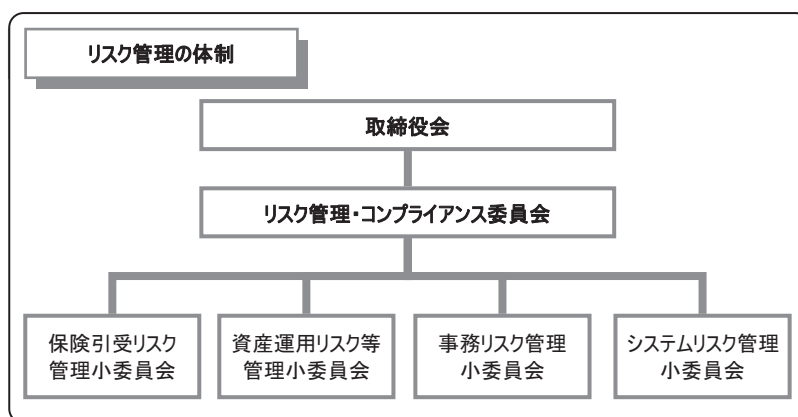 リスク管理の体制
取締役会
リスク管理・コンプライアンス委員会
保険引受リスク
管理小委員会
資産運用リスク等
管理小委員会
事務リスク管理
小委員会
システムリスク管理
小委員会